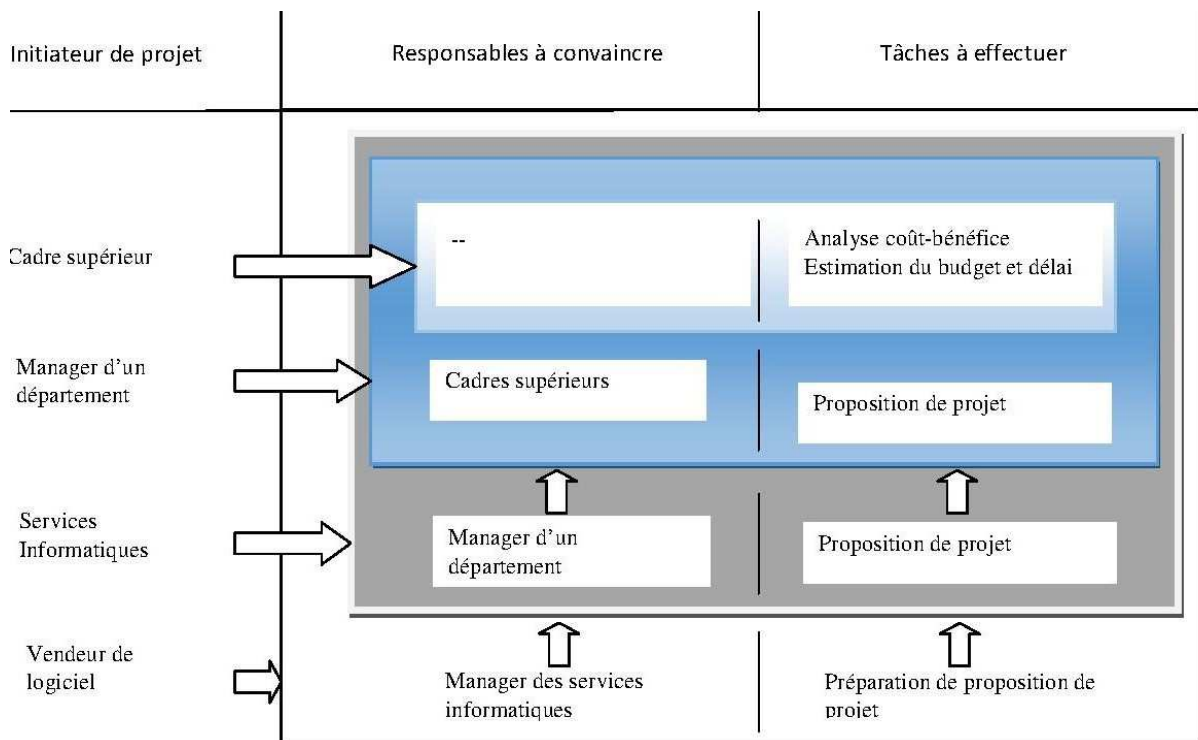 Initiateur de projet
Responsables à convaincre
Tâches à effectuer
Cadre supérieur
--
Analyse coût-bénéfice
Estimation du budget et délai
Manager d’un
département
Cadres supérieurs
Proposition de projet
Services
Informatiques
Manager d’un
département
Proposition de projet
Vendeur de
logiciel
Manager des services
informatiques
Préparation de proposition de
projet